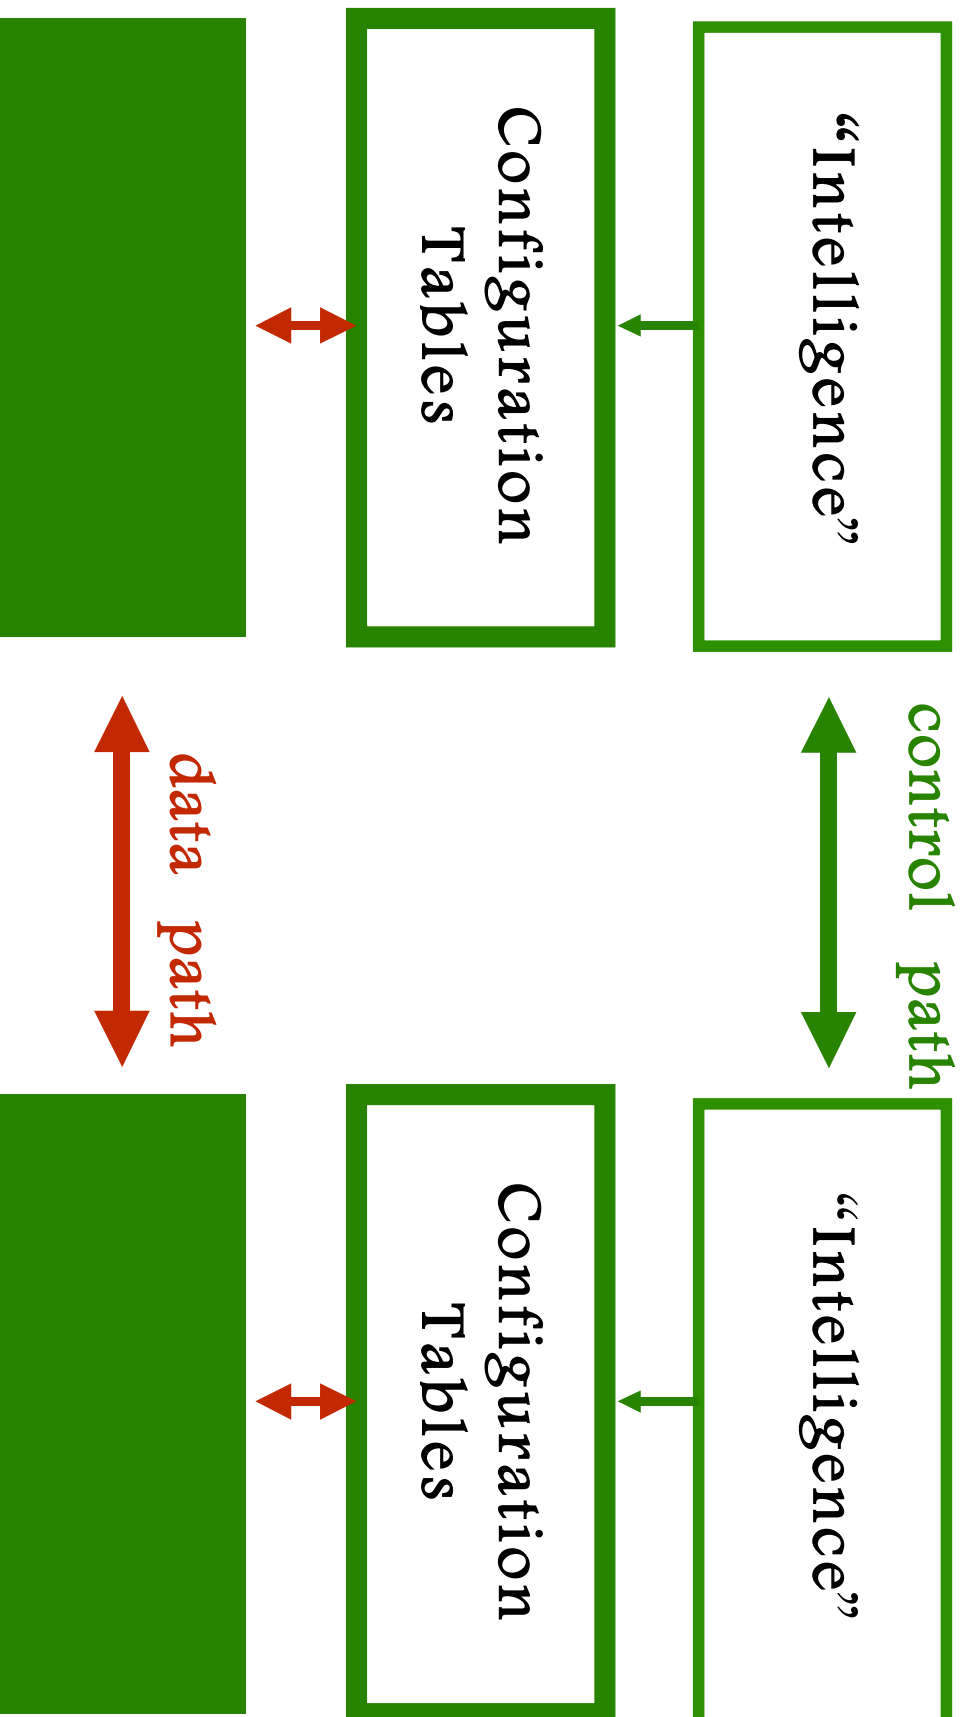 “Intelligence”
control path
“Intelligence”
Configuration
Tables
Configuration
Tables
data path